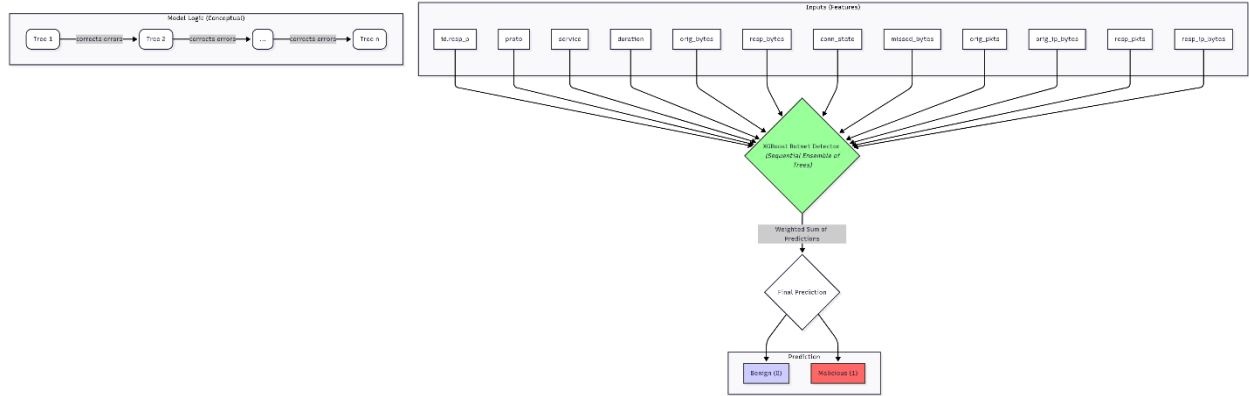 Model Logic (Conceptual)
Tree 1
corrects errors
Tree 2
corrects errors
...
corrects errors
Tree n
Inputs (Features)
id.resp_p
proto
service
duration
orig_bytes
resp_bytes
conn_state
missed_bytes
orig_pkts
orig_ip_bytes
resp_pkts
resp_ip_bytes
XGBoost Botnet Detector
(Sequential Ensemble of
Trees)
Weighted Sum of
Predictions
Final Prediction
Prediction
Benign (0)
Malicious (1)